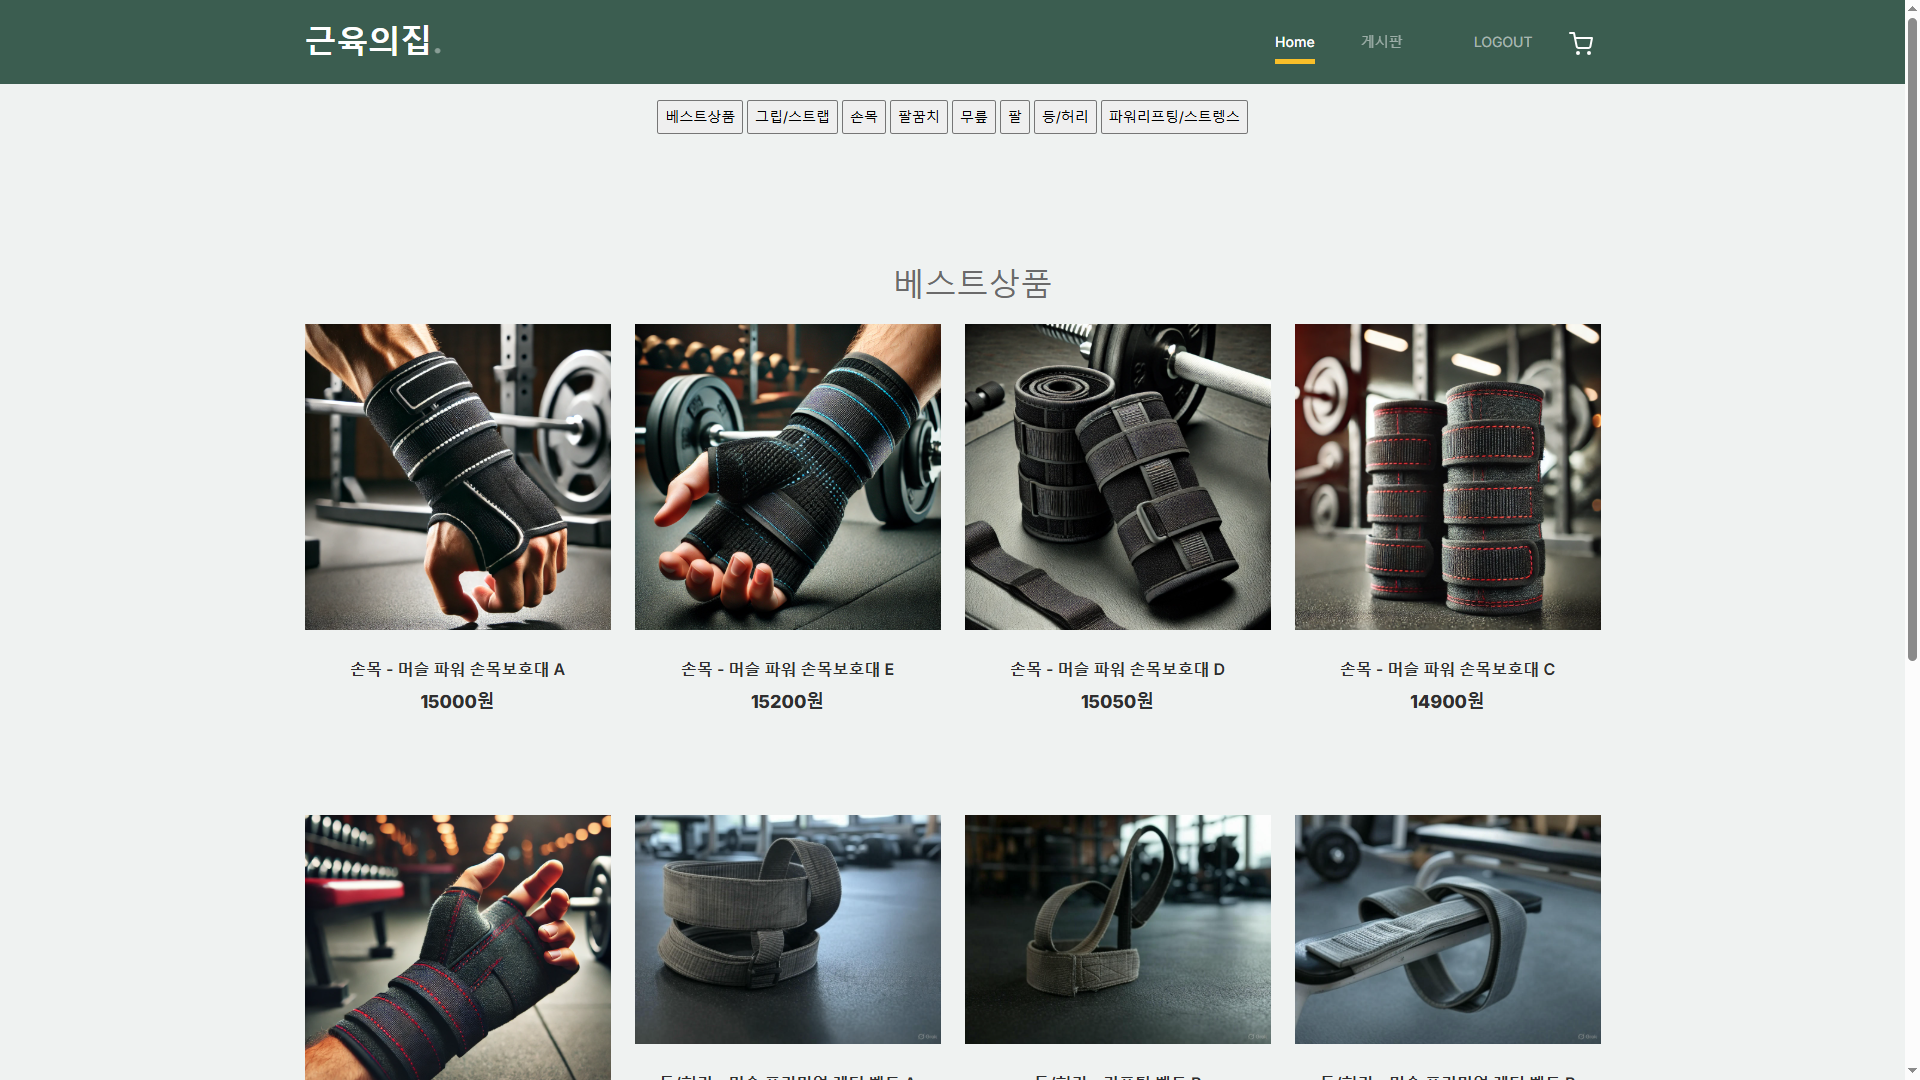 근육의집.
Home 게시판 LOGOUT
베스트상품 그립/스트랩 손목 팔꿈치 무릎 팔 등/허리 파워리프팅/스트렝스
베스트상품
손목 - 머슬 파워 손목보호대 A
15000원
손목 - 머슬 파워 손목보호대 E
15200원
손목 - 머슬 파워 손목보호대 D
15050원
손목 - 머슬 파워 손목보호대 C
14900원